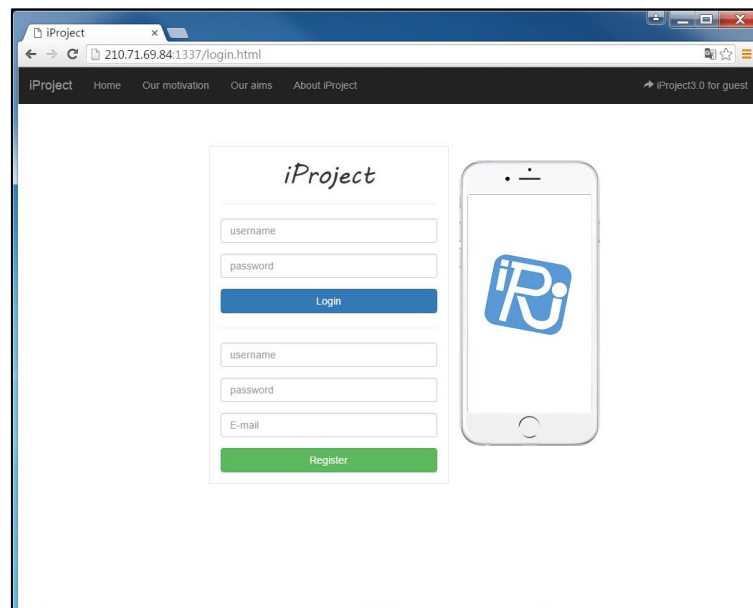 iProject
210.71.69.84:1337/login.html
iProject Home Our motivation Our aims About iProject iProject3.0 for guest
iProject
username
password
Login
username
password
E-mail
Register
iPj